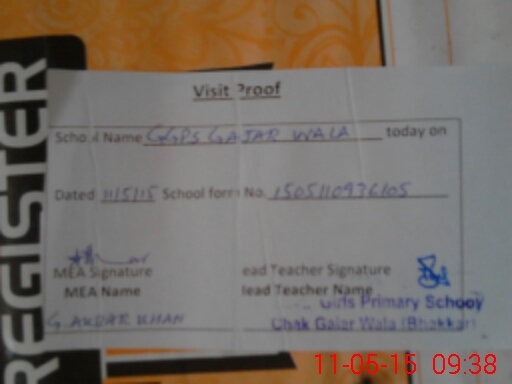 REGISTER
Visit Proof
School Name GGPS GAJAR WALA today on
Dated 11/5/15 School form No. 1505110936105
MEA Signature ead Teacher Signature
MEA Name lead Teacher Name
Girls Primary School
G. AKBAR KHAN Chak Gajar Wala (Bhakkar)
11-05-15 09:38